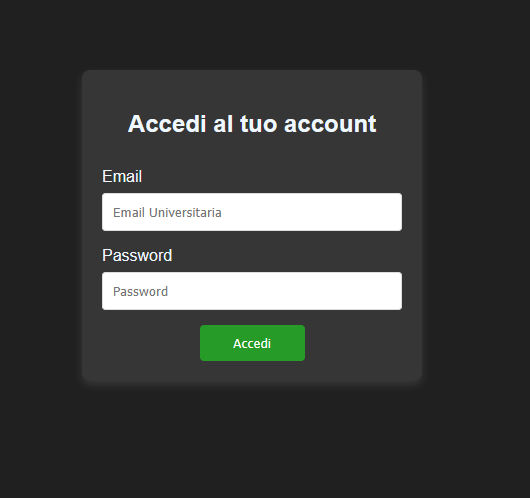 Accedi al tuo account
Email
Email Universitaria
Password
Password
Accedi